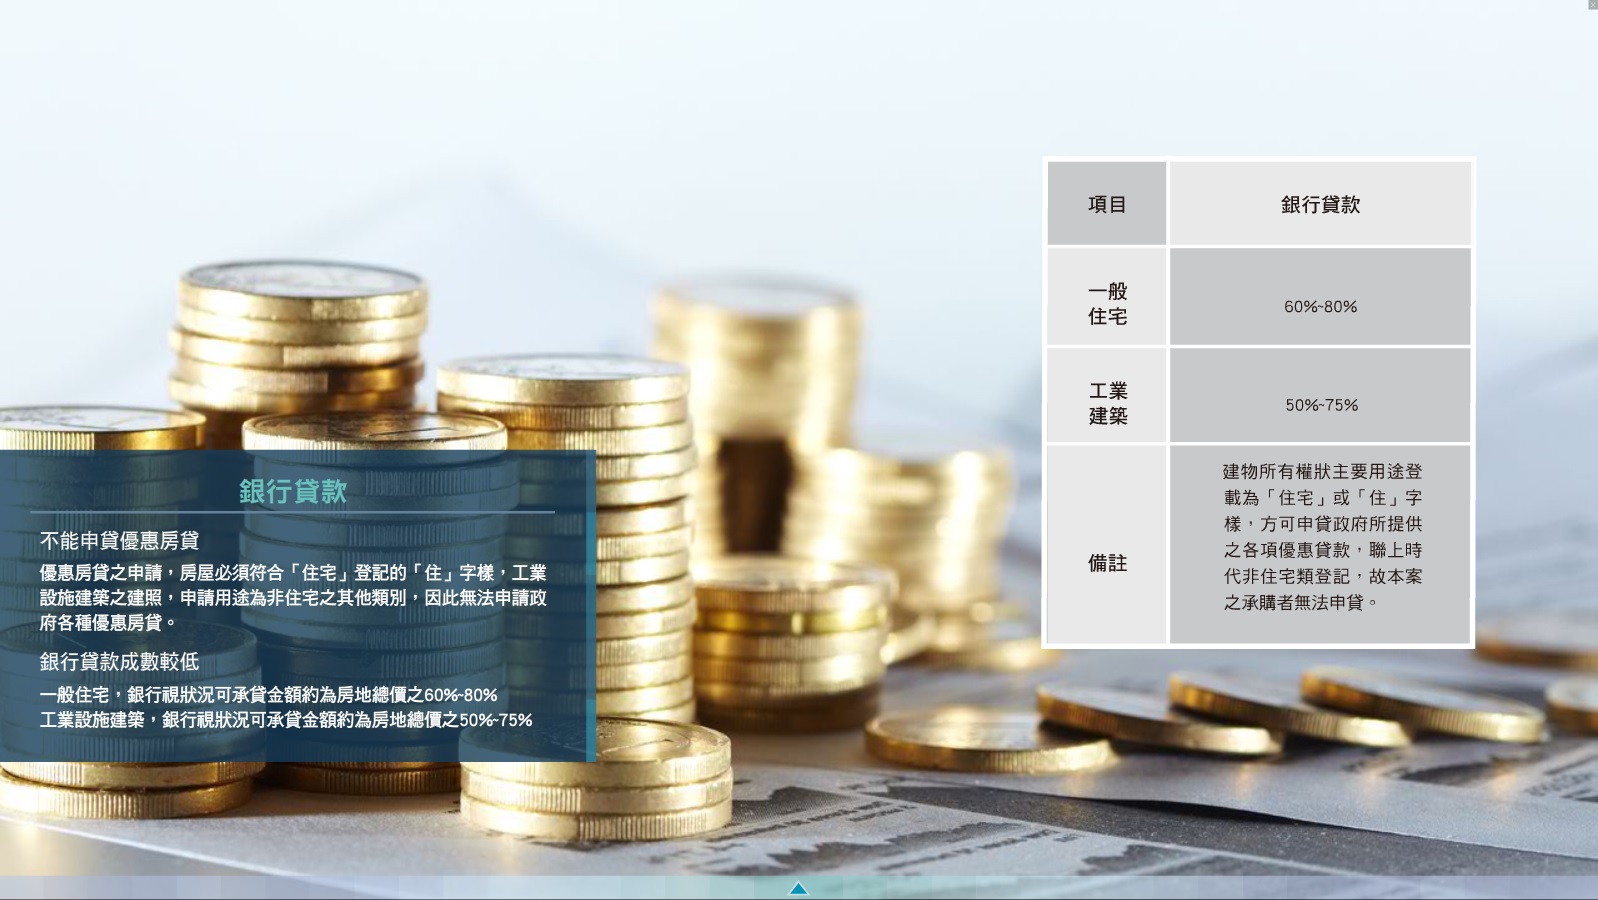 銀行貸款
不能申貸優惠房貸
優惠房貸之申請，房屋必須符合「住宅」登記的「住」字樣，工業
設施建築之建照，申請用途為非住宅之其他類別，因此無法申請政
府各種優惠房貸。
銀行貸款成數較低
一般住宅，銀行視狀況可承貸金額約為房地總價之60%~80%
工業設施建築，銀行視狀況可承貸金額約為房地總價之50%~75%
項目
銀行貸款
一般
住宅
60%~80%
工業
建築
50%~75%
備註
建物所有權狀主要用途登
載為「住宅」或「住」字
樣，方可申貸政府所提供
之各項優惠貸款，聯上時
代非住宅類登記，故本案
之承購者無法申貸。